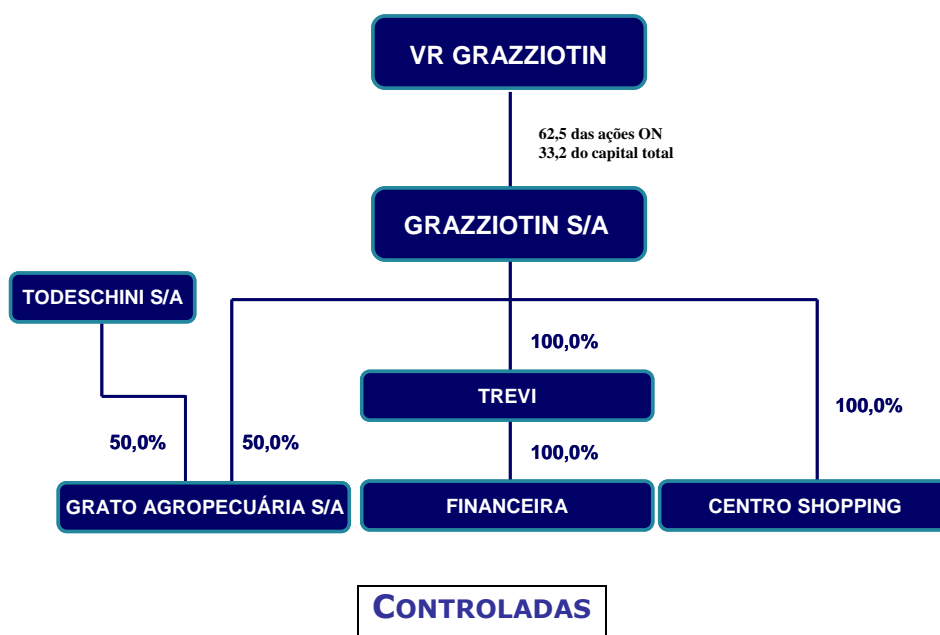 VR GRAZZIOTIN
62,5 das ações ON
33,2 do capital total
GRAZZIOTIN S/A
TODESCHINI S/A
100,0%
TREVI
100,0%
50,0%
50,0%
100,0%
GRATO AGROPECUÁRIA S/A
FINANCEIRA
CENTRO SHOPPING
CONTROLADAS